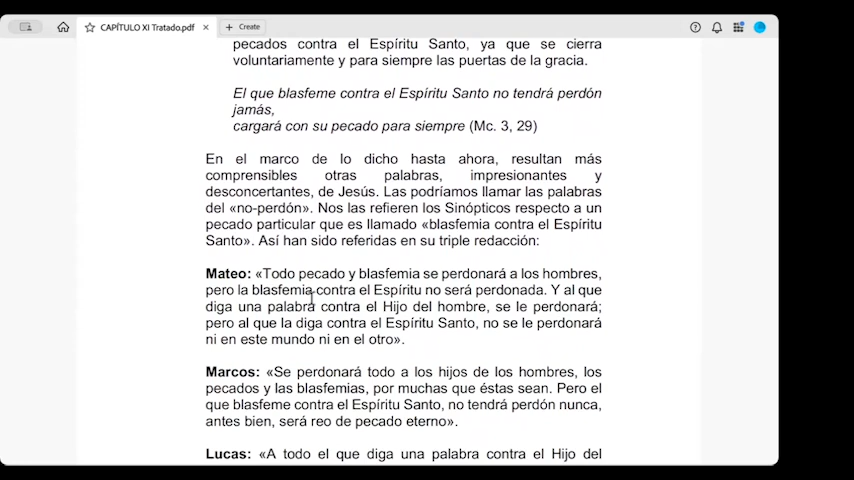 CAPÍTULO XI Tratado.pdf
Create
pecados contra el Espíritu Santo, ya que se cierra
voluntariamente y para siempre las puertas de la gracia.
El que blasfeme contra el Espíritu Santo no tendrá perdón
jamás,
cargará con su pecado para siempre (Mc. 3, 29)
En el marco de lo dicho hasta ahora, resultan más
comprensibles otras palabras, impresionantes y
desconcertantes, de Jesús. Las podríamos llamar las palabras
del «no-perdón». Nos las refieren los Sinópticos respecto a un
pecado particular que es llamado «blasfemia contra el Espíritu
Santo». Así han sido referidas en su triple redacción:
Mateo: «Todo pecado y blasfemia se perdonará a los hombres,
pero la blasfemia contra el Espíritu no será perdonada. Y al que
diga una palabra contra el Hijo del hombre, se le perdonará;
pero al que la diga contra el Espíritu Santo, no se le perdonará
ni en este mundo ni en el otro».
Marcos: «Se perdonará todo a los hijos de los hombres, los
pecados y las blasfemias, por muchas que éstas sean. Pero el
que blasfeme contra el Espíritu Santo, no tendrá perdón nunca,
antes bien, será reo de pecado eterno».
Lucas: «A todo el que diga una palabra contra el Hijo del